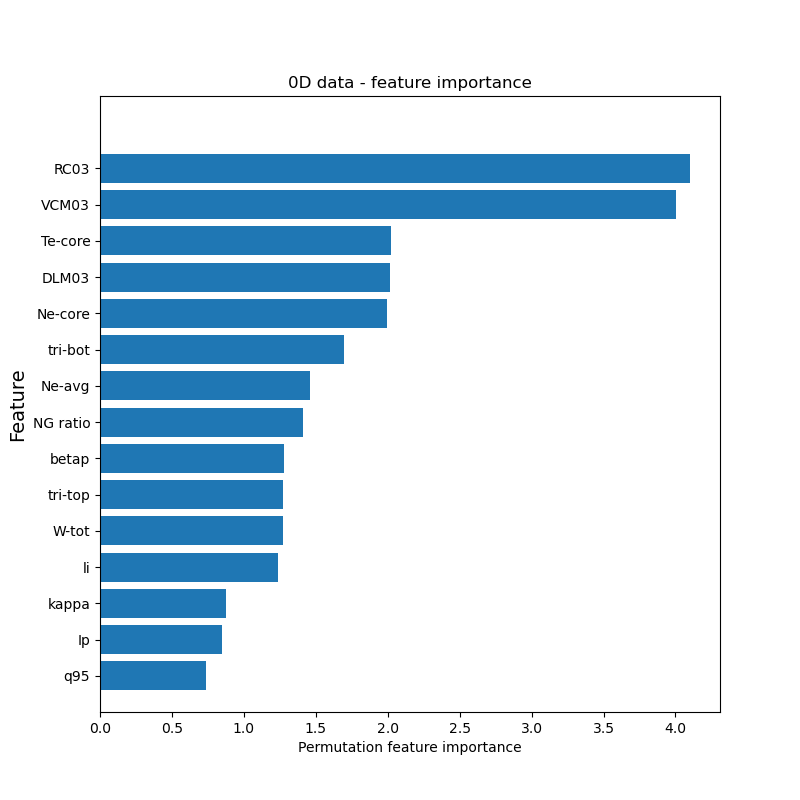 0D data - feature importance
Feature
RC03
VCM03
Te-core
DLM03
Ne-core
tri-bot
Ne-avg
NG ratio
betap
tri-top
W-tot
li
kappa
Ip
q95
0.0 0.5 1.0 1.5 2.0 2.5 3.0 3.5 4.0
Permutation feature importance